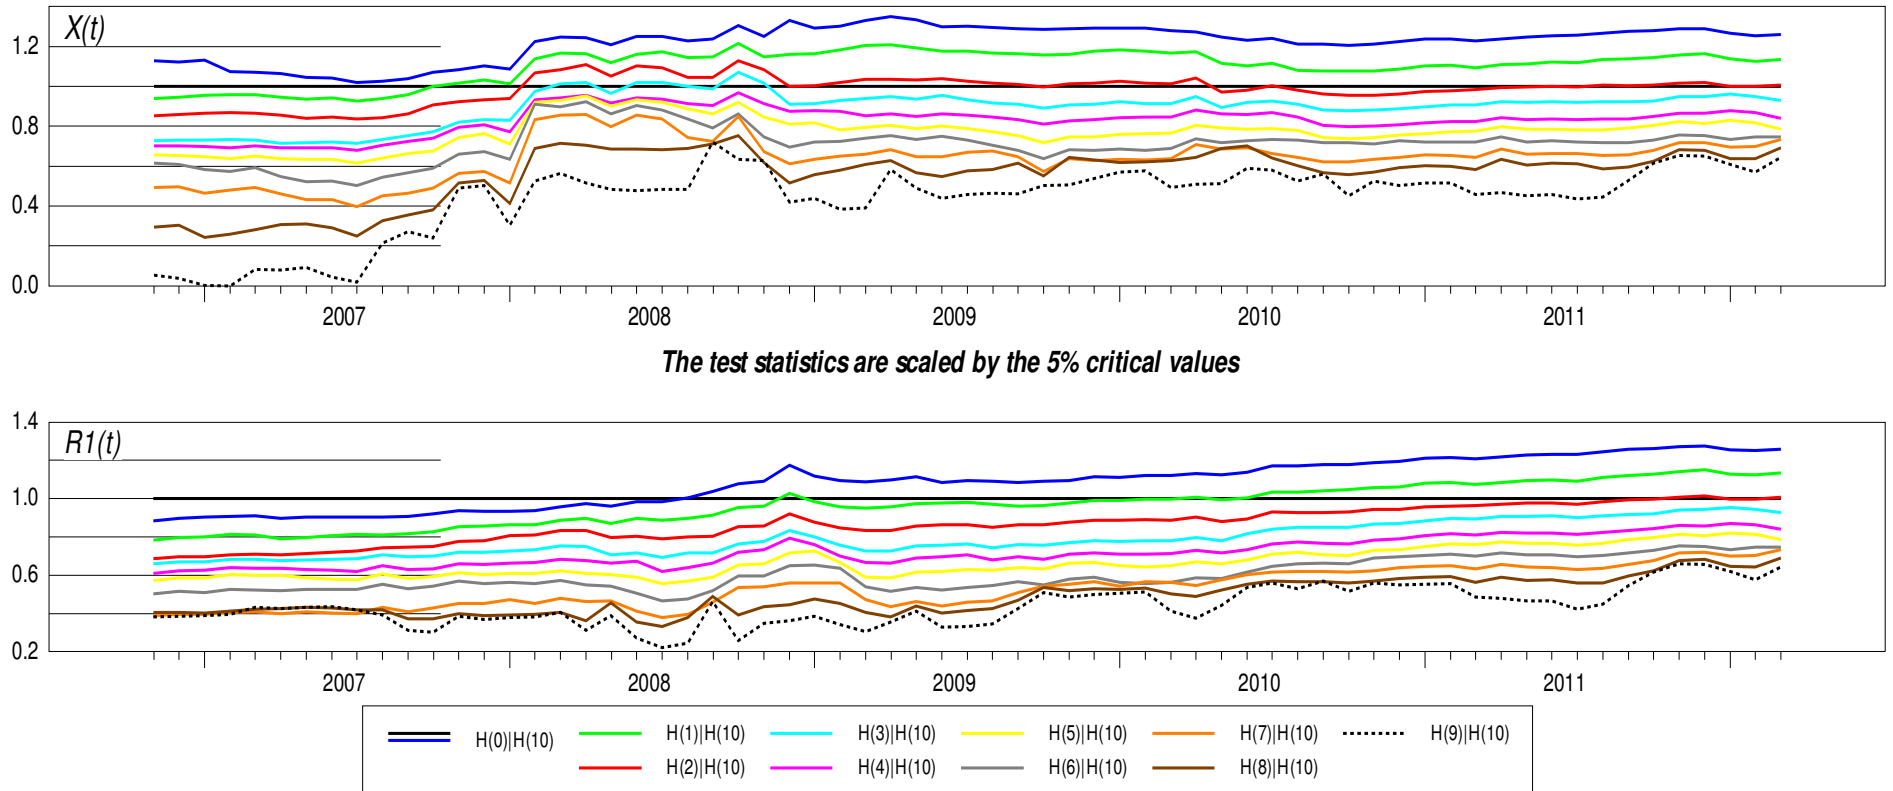 X(t)
1.2
0.8
0.4
0.0
2007 2008 2009 2010 2011
The test statistics are scaled by the 5% critical values
R1(t)
1.4
1.0
0.6
0.2
2007 2008 2009 2010 2011
H(0)|H(10) H(1)|H(10) H(3)|H(10) H(5)|H(10) H(7)|H(10) H(9)|H(10)
H(2)|H(10) H(4)|H(10) H(6)|H(10) H(8)|H(10)